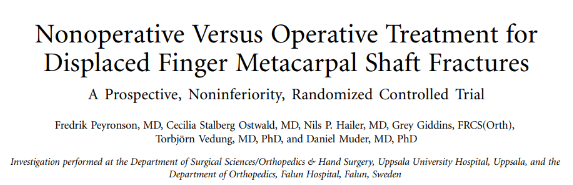 Nonoperative Versus Operative Treatment for
Displaced Finger Metacarpal Shaft Fractures
A Prospective, Noninferiority, Randomized Controlled Trial
Fredrik Peyronson, MD, Cecilia Stalberg Ostwald, MD, Nils P. Hailer, MD, Grey Giddins, FRCS(Orth),
Torbjörn Vedung, MD, PhD, and Daniel Muder, MD, PhD
Investigation performed at the Department of Surgical Sciences/Orthopedics & Hand Surgery, Uppsala University Hospital, Uppsala, and the
Department of Orthopedics, Falun Hospital, Falun, Sweden